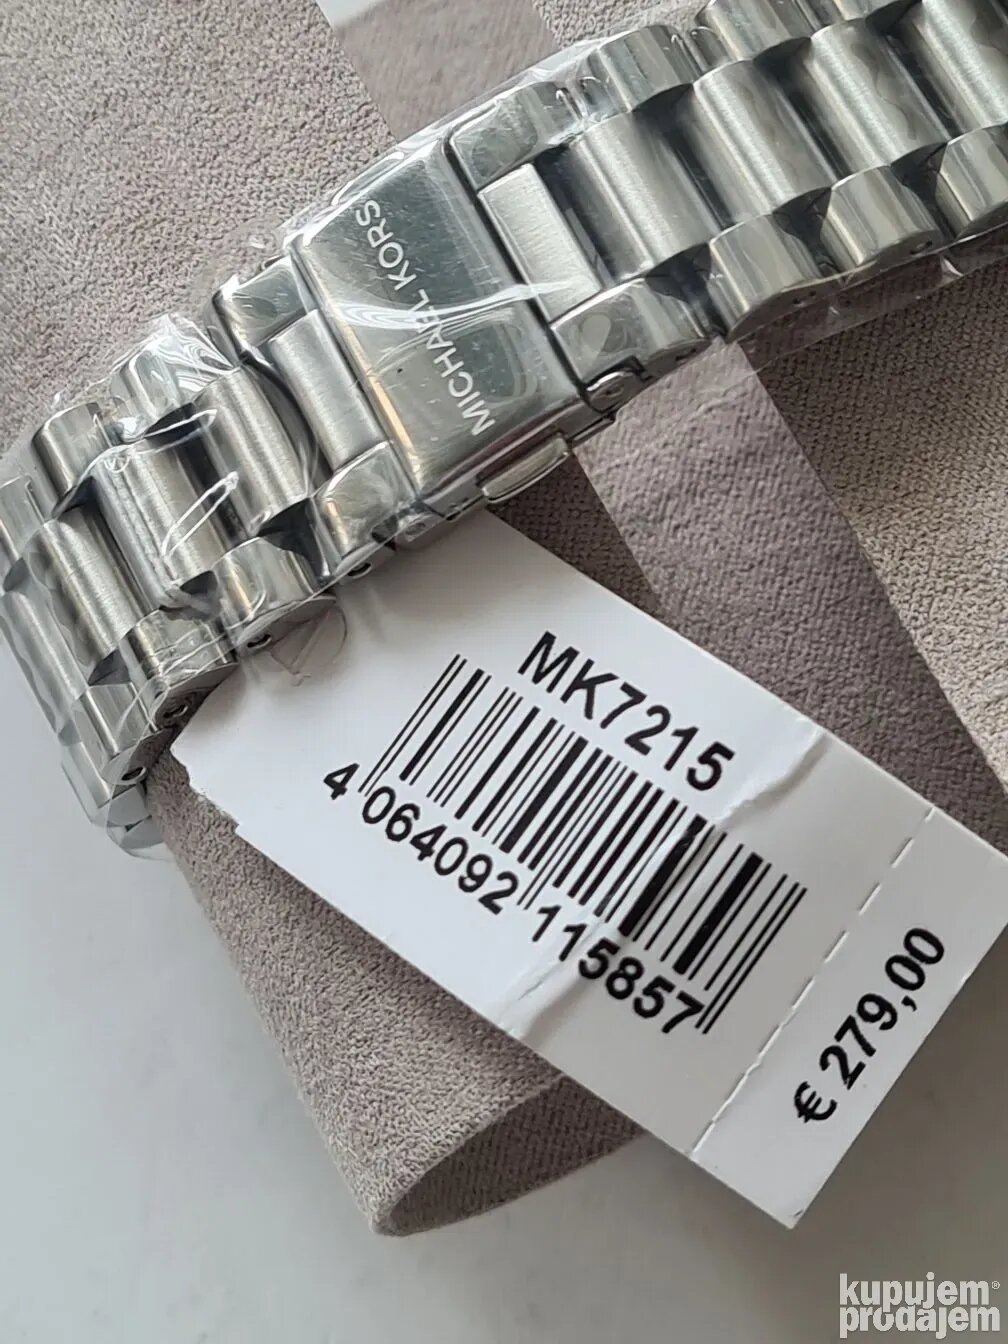 MICHAEL KORS
MK7215
4 064092 115857
€ 279,00
kupujem®
prodajem